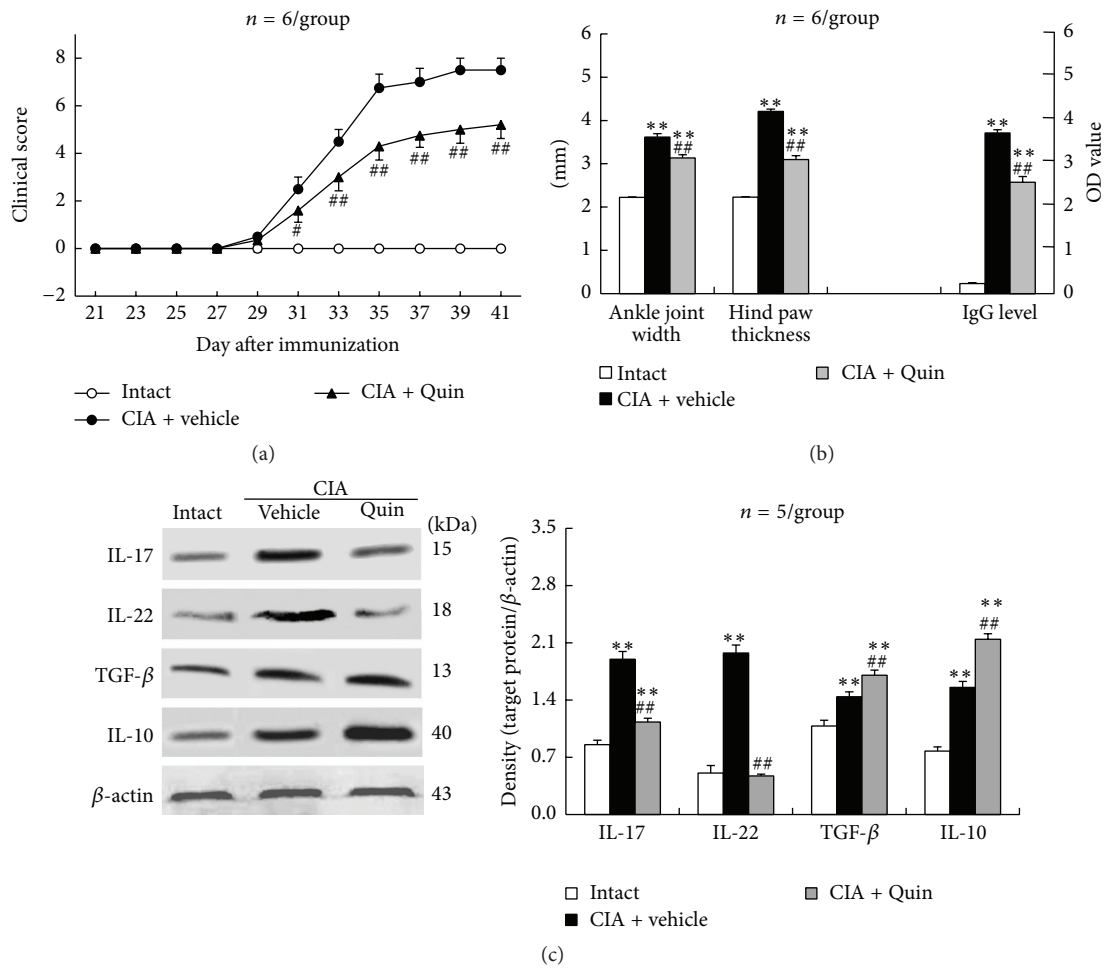 n = 6/group
Clinical score
8
6
4
2
0
−2
# ## ## ## ## ##
21 23 25 27 29 31 33 35 37 39 41
Day after immunization
Intact
CIA + Quin
CIA + vehicle
(a)
n = 6/group
(mm)
6
5
4
3
2
1
0
** **
##
** **
##
** **
##
6
5
4
3
2
1
0
OD value
Ankle joint
width
Hind paw
thickness
IgG level
Intact
CIA + Quin
CIA + vehicle
(b)
CIA
Intact Vehicle Quin (kDa)
IL-17 15
IL-22 18
TGF-β 13
IL-10 40
β-actin 43
n = 5/group
Density (target protein/β-actin)
3.5
2.8
2.1
1.4
0.7
0.0
** **
##
** ##
** **
##
** **
##
IL-17 IL-22 TGF-β IL-10
Intact
CIA + Quin
CIA + vehicle
(c)